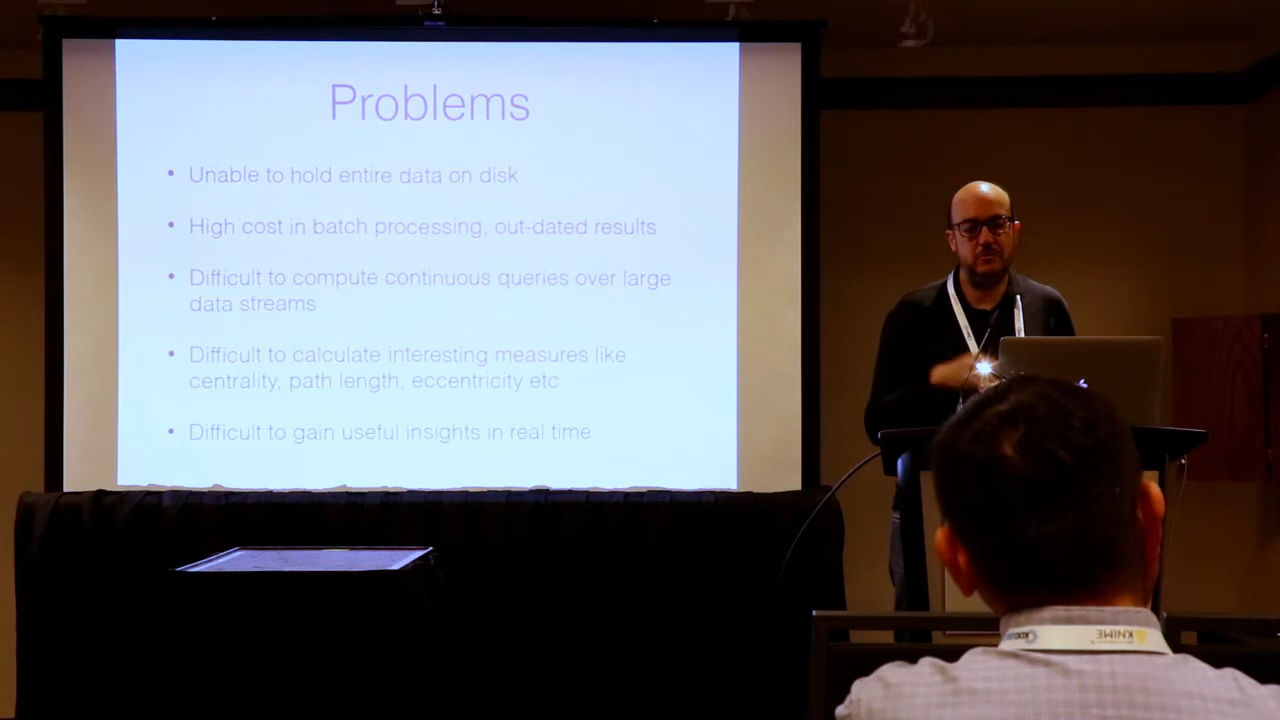 Problems
• Unable to hold entire data on disk
• High cost in batch processing, out-dated results
• Difficult to compute continuous queries over large
data streams
• Difficult to calculate interesting measures like
centrality, path length, eccentricity etc
• Difficult to gain useful insights in real time
KNIME